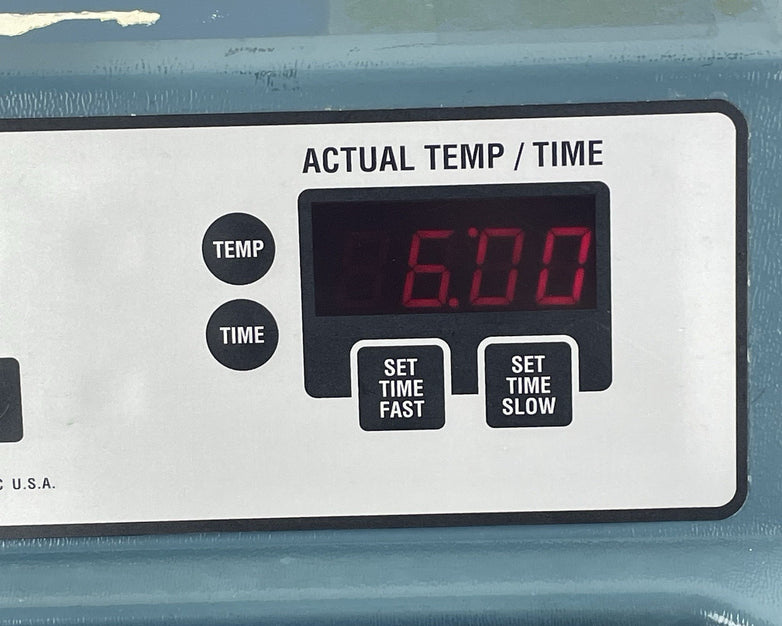 ACTUAL TEMP / TIME
TEMP
6:00
TIME
SET
TIME
FAST
SET
TIME
SLOW
U.S.A.